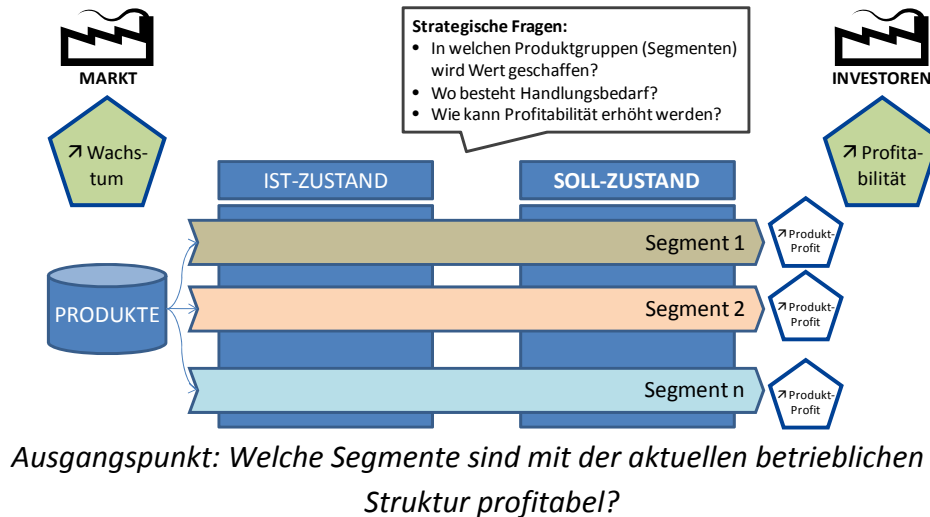 Strategische Fragen:
• In welchen Produktgruppen (Segmenten)
wird Wert geschaffen?
• Wo besteht Handlungsbedarf?
• Wie kann Profitabilität erhöht werden?
MARKT
INVESTOREN
↗ Wachs-
tum
↗ Profita-
bilität
IST-ZUSTAND
SOLL-ZUSTAND
Segment 1
↗ Produkt-
Profit
PRODUKTE
Segment 2
↗ Produkt-
Profit
Segment n
↗ Produkt-
Profit
Ausgangspunkt: Welche Segmente sind mit der aktuellen betrieblichen
Struktur profitabel?